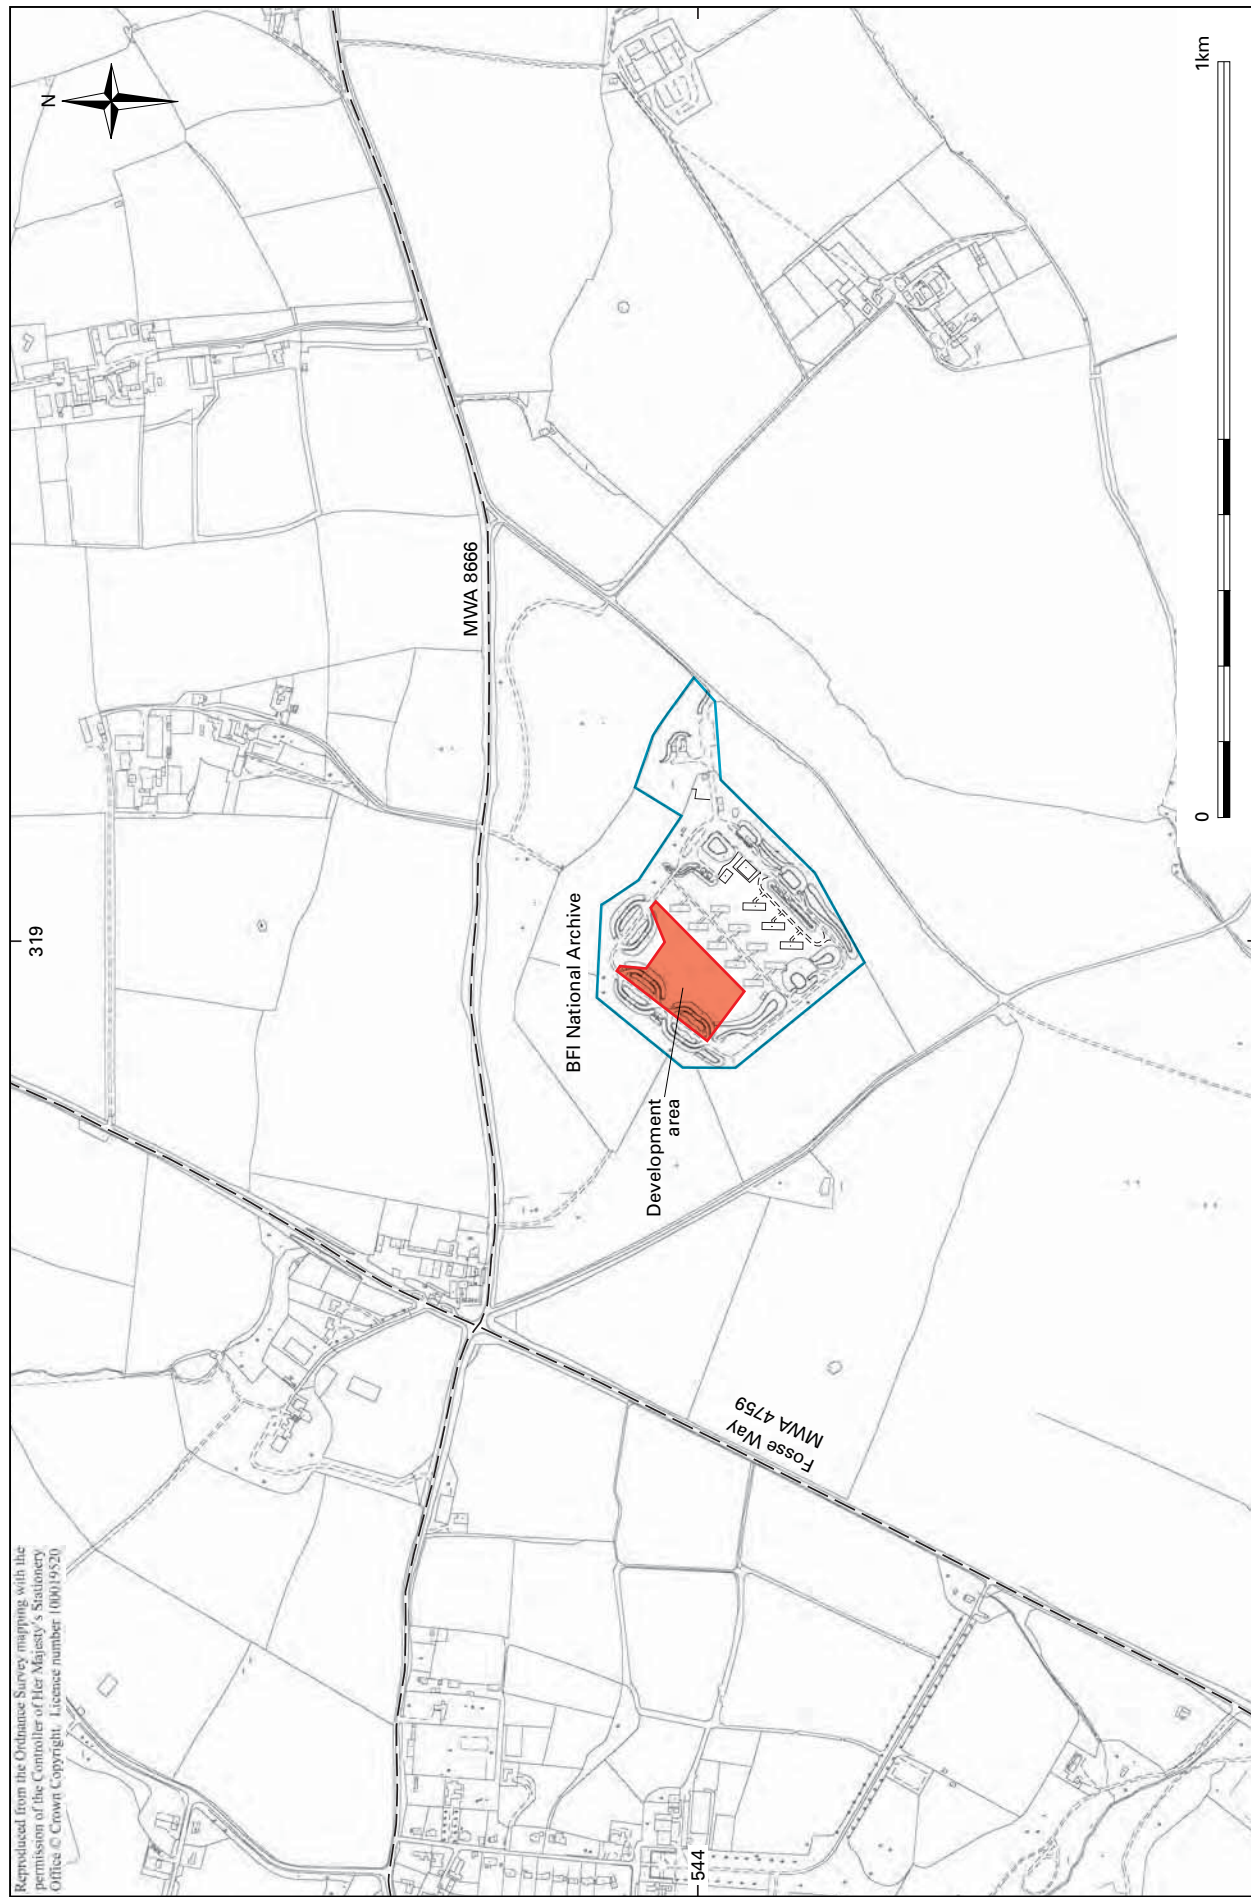 Reproduced from the Ordnance Survey mapping with the
permission of the Controller of Her Majesty's Stationery
Office © Crown Copyright. Licence number 100019520
N
319
MWA 8666
BFI National Archive
Development
area
Fosse Way
MWA 4759
544
0
1km